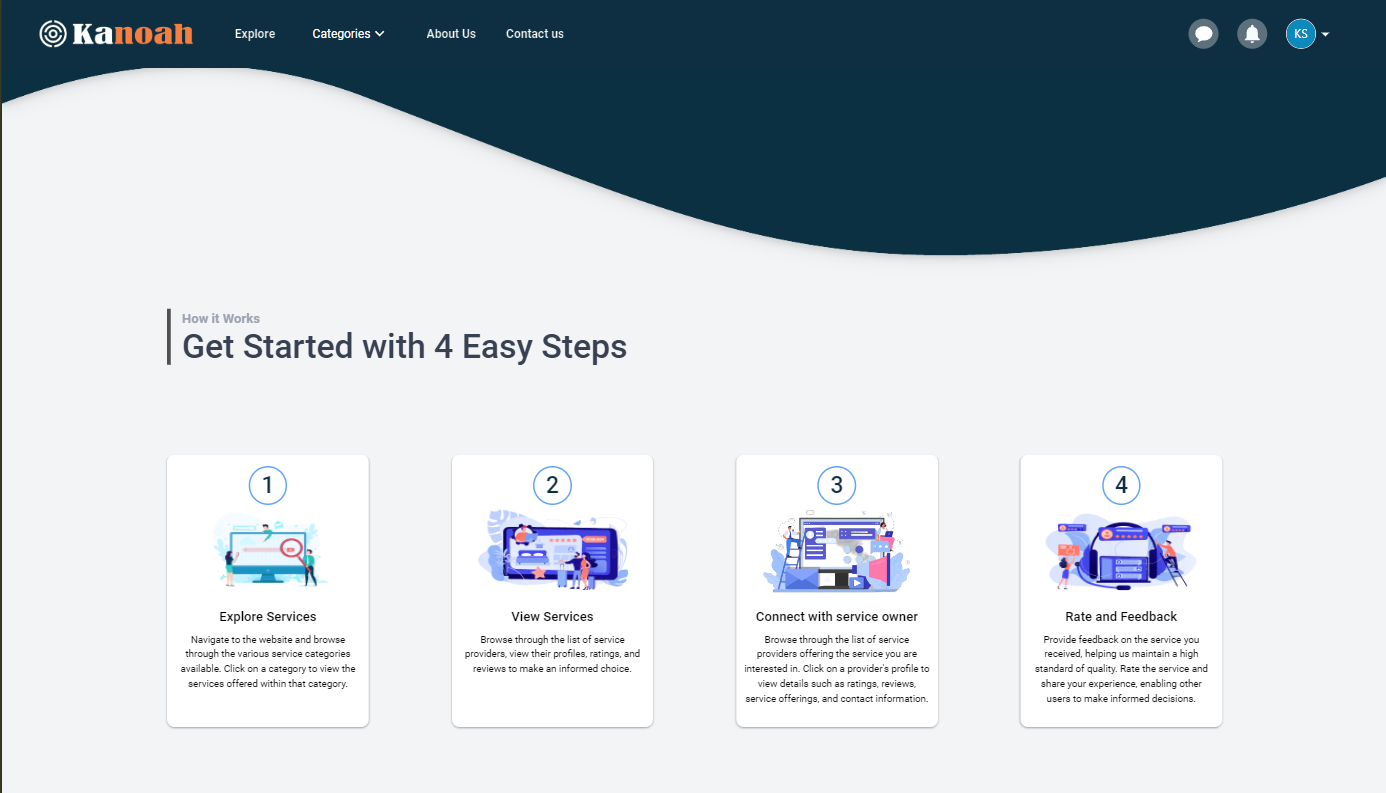 Kanoah
Explore
Categories
About Us
Contact us
KS
How it Works
Get Started with 4 Easy Steps
1
Explore Services
Navigate to the website and browse
through the various service categories
available. Click on a category to view the
services offered within that category.
2
View Services
Browse through the list of service
providers, view their profiles, ratings, and
reviews to make an informed choice.
3
Connect with service owner
Browse through the list of service
providers offering the service you are
interested in. Click on a provider's profile to
view details such as ratings, reviews,
service offerings, and contact information.
4
Rate and Feedback
Provide feedback on the service you
received, helping us maintain a high
standard of quality. Rate the service and
share your experience, enabling other
users to make informed decisions.